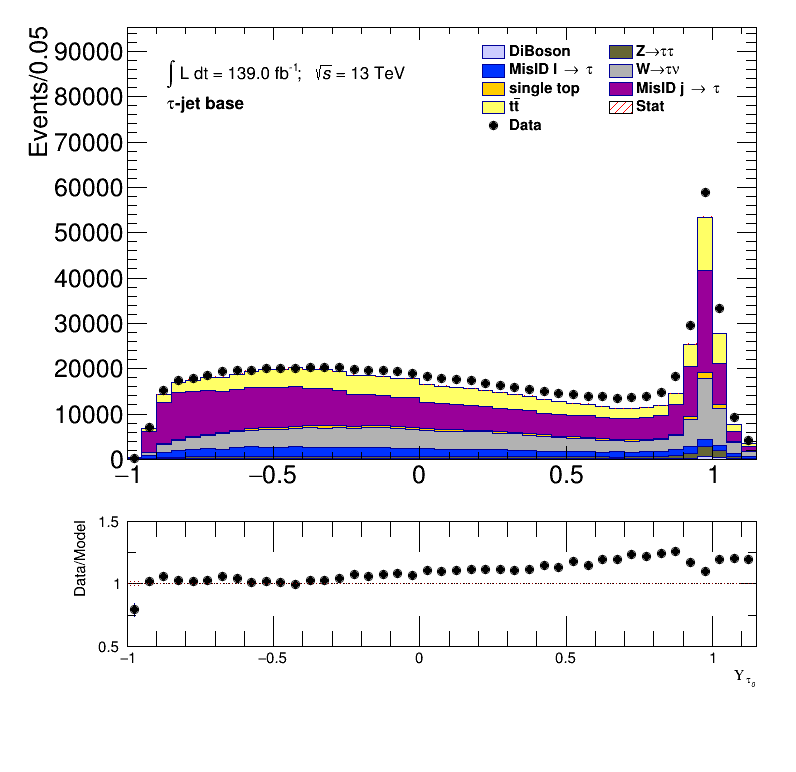 Events/0.05
90000
80000
70000
60000
50000
40000
30000
20000
10000
0
∫ L dt = 139.0 fb⁻¹; √s = 13 TeV
τ-jet base
DiBoson
MisID l → τ
single top
tt̄
Data
Z→ττ
W→τν
MisID j → τ
Stat
−1 −0.5 0 0.5 1
Data/Model
1.5
1
0.5
−1 −0.5 0 0.5 1